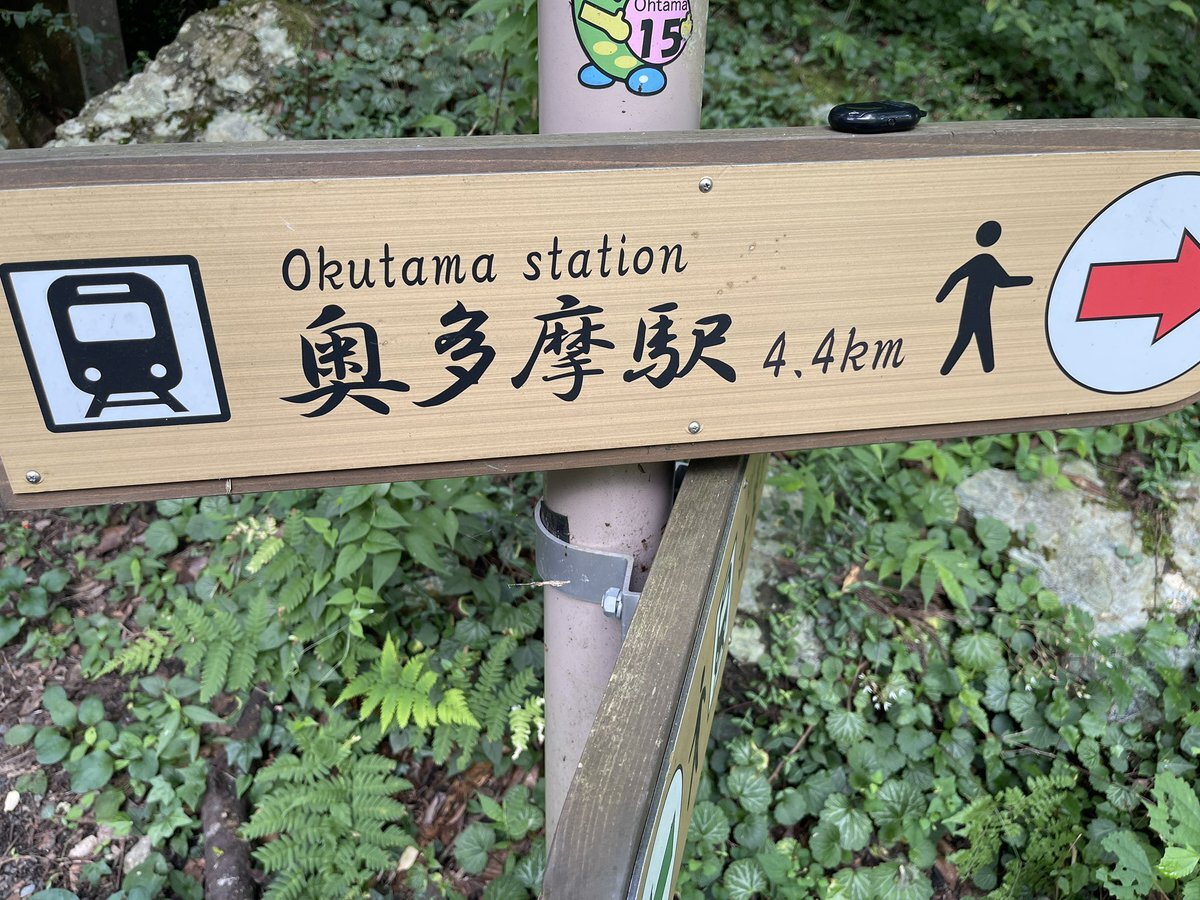 Ohtama
15
Okutama station
奥多摩駅 4.4km